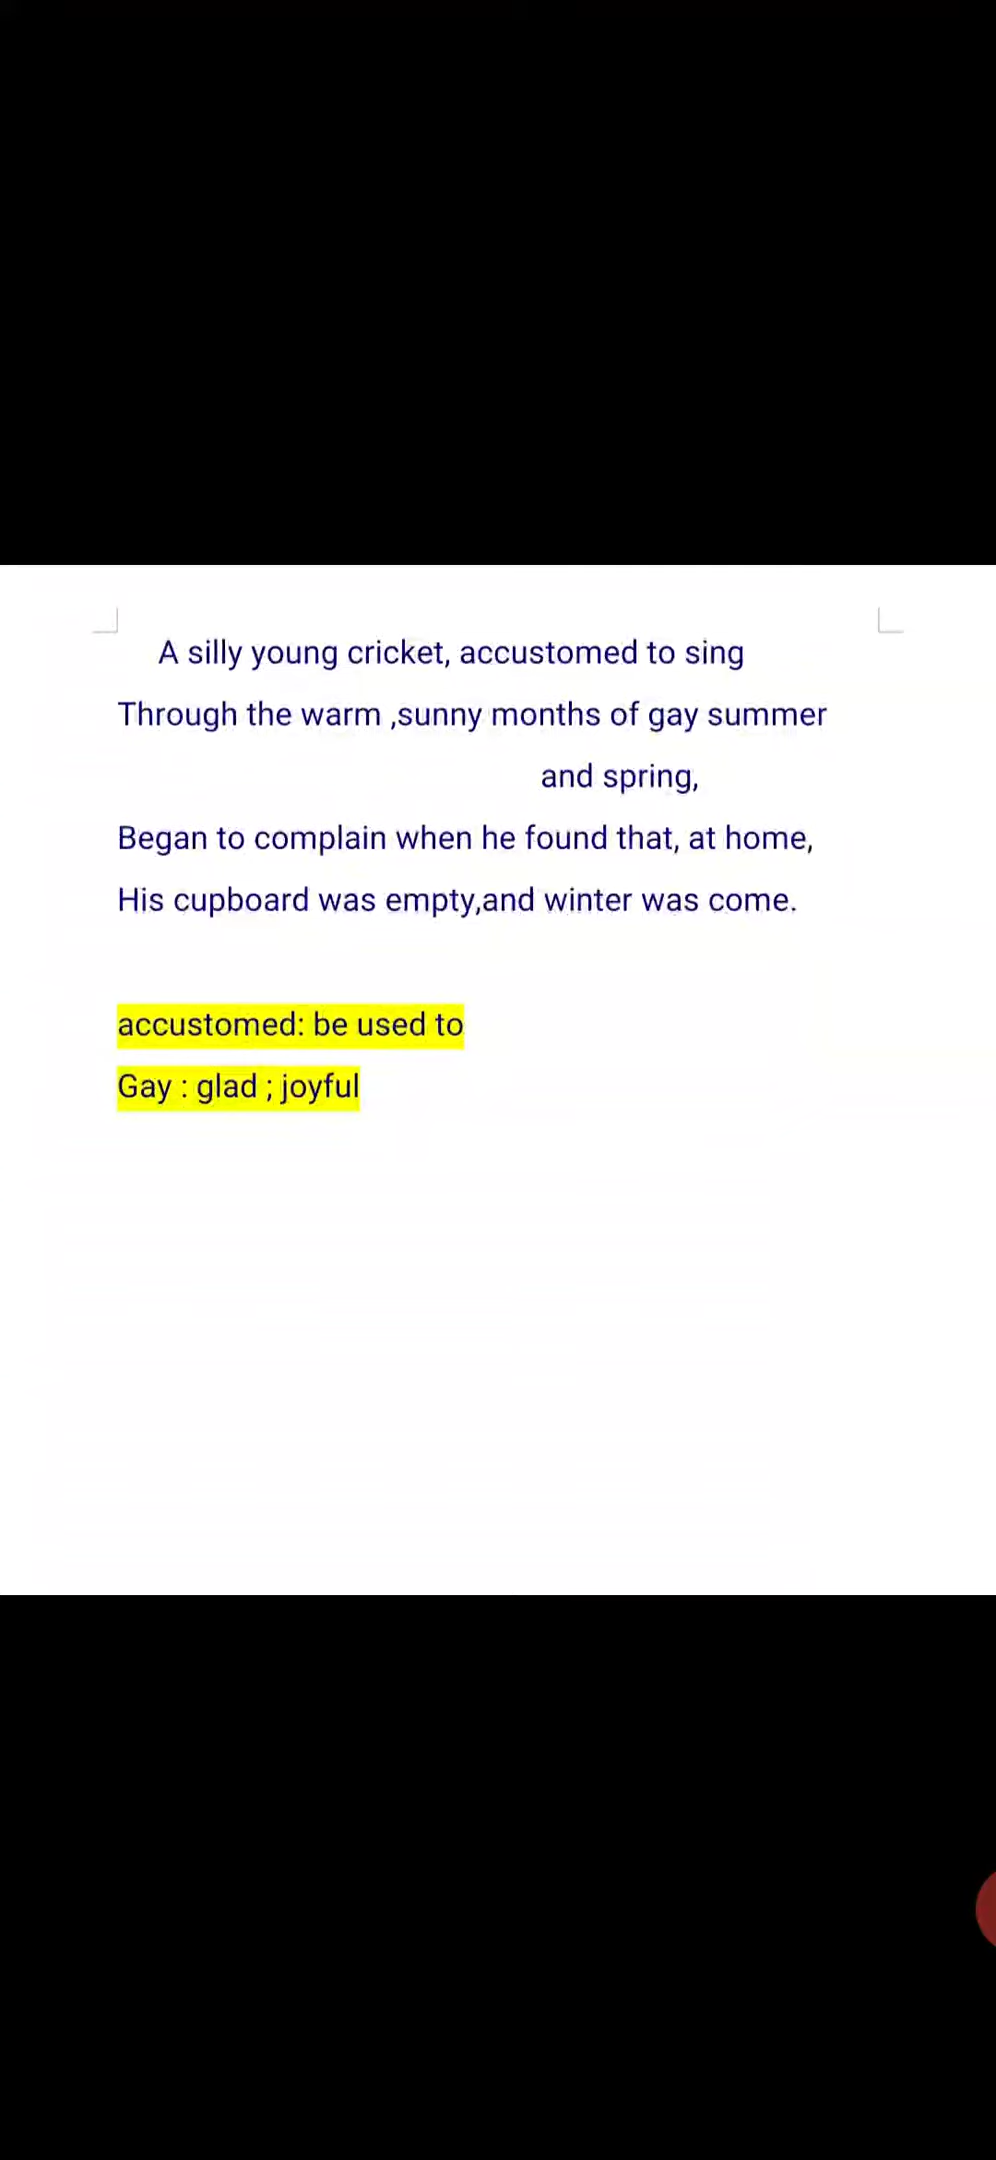 A silly young cricket, accustomed to sing
Through the warm ,sunny months of gay summer
and spring,
Began to complain when he found that, at home,
His cupboard was empty,and winter was come.
accustomed: be used to
Gay : glad ; joyful